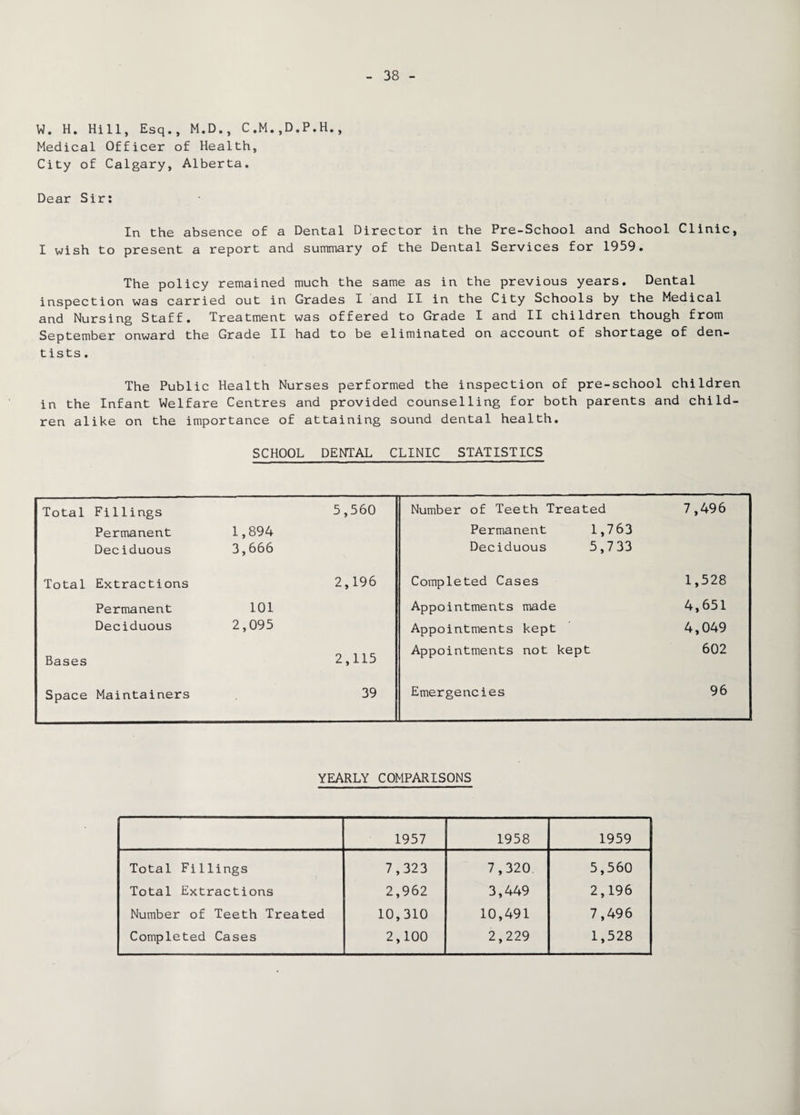 - 38 -
W. H. Hill, Esq., M.D., C.M.,D.P.H.,
Medical Officer of Health,
City of Calgary, Alberta.
Dear Sir:
In the absence of a Dental Director in the Pre-School and School Clinic,
I wish to present a report and summary of the Dental Services for 1959.
The policy remained much the same as in the previous years. Dental
inspection was carried out in Grades I and II in the City Schools by the Medical
and Nursing Staff. Treatment was offered to Grade I and II children though from
September onward the Grade II had to be eliminated on account of shortage of den-
tists.
The Public Health Nurses performed the inspection of pre-school children
in the Infant Welfare Centres and provided counselling for both parents and child-
ren alike on the importance of attaining sound dental health.
SCHOOL DENTAL CLINIC STATISTICS
Total Fillings 5,560
Permanent 1,894
Deciduous 3,666
Total Extractions 2,196
Permanent 101
Deciduous 2,095
Bases 2,115
Space Maintainers 39
Number of Teeth Treated 7,496
Permanent 1,763
Deciduous 5,733
Completed Cases 1,528
Appointments made 4,651
Appointments kept 4,049
Appointments not kept 602
Emergencies 96
YEARLY COMPARISONS
1957 1958 1959
Total Fillings 7,323 7,320 5,560
Total Extractions 2,962 3,449 2,196
Number of Teeth Treated 10,310 10,491 7,496
Completed Cases 2,100 2,229 1,528